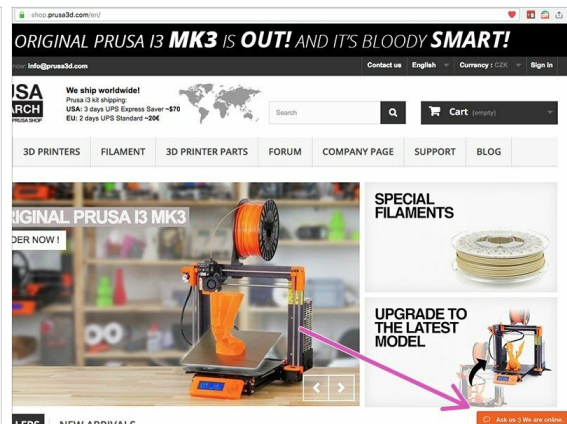 shop.prusa3d.com/en/
ORIGINAL PRUSA I3 MK3 IS OUT! AND IT'S BLOODY SMART!
now: info@prusa3d.com
Contact us English Currency : CZK Sign in
USA
ARCH
PRUSA SHOP
We ship worldwide!
Prusa i3 kit shipping:
USA: 3 days UPS Express Saver ~$70
EU: 2 days UPS Standard ~20€
Search
Cart (empty)
3D PRINTERS FILAMENT 3D PRINTER PARTS FORUM COMPANY PAGE SUPPORT BLOG
RIGINAL PRUSA I3 MK3
DER NOW !
SPECIAL
FILAMENTS
UPGRADE TO
THE LATEST
MODEL
LERS NEW ARRIVALS
Ask us :) We are online.